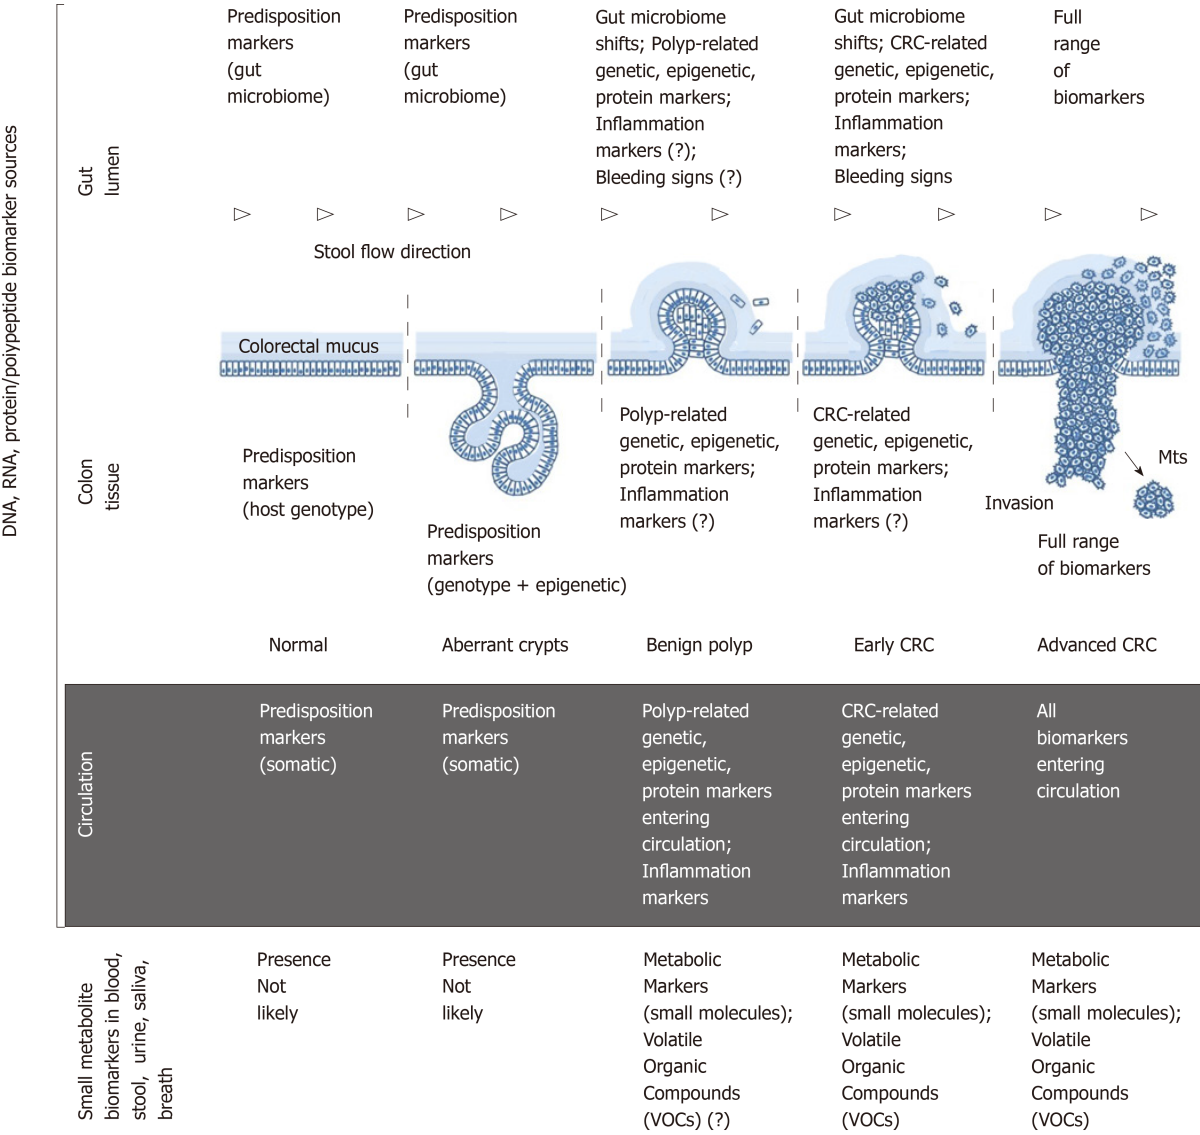 DNA, RNA, protein/polypeptide biomarker sources
Gut
lumen
Predisposition
markers
(gut
microbiome)
Predisposition
markers
(gut
microbiome)
Gut microbiome
shifts; Polyp-related
genetic, epigenetic,
protein markers;
Inflammation
markers (?);
Bleeding signs (?)
Gut microbiome
shifts; CRC-related
genetic, epigenetic,
protein markers;
Inflammation
markers;
Bleeding signs
Full
range
of
biomarkers
Stool flow direction
Colorectal mucus
Colon
tissue
Predisposition
markers
(host genotype)
Predisposition
markers
(genotype + epigenetic)
Polyp-related
genetic, epigenetic,
protein markers;
Inflammation
markers (?)
CRC-related
genetic, epigenetic,
protein markers;
Inflammation
markers (?)
Invasion
Mts
Full range
of biomarkers
Normal
Aberrant crypts
Benign polyp
Early CRC
Advanced CRC
Circulation
Predisposition
markers
(somatic)
Predisposition
markers
(somatic)
Polyp-related
genetic,
epigenetic,
protein markers
entering
circulation;
Inflammation
markers
CRC-related
genetic,
epigenetic,
protein markers
entering
circulation;
Inflammation
markers
All
biomarkers
entering
circulation
Small metabolite
biomarkers in blood,
stool, urine, saliva,
breath
Presence
Not
likely
Presence
Not
likely
Metabolic
Markers
(small molecules);
Volatile
Organic
Compounds
(VOCs) (?)
Metabolic
Markers
(small molecules);
Volatile
Organic
Compounds
(VOCs)
Metabolic
Markers
(small molecules);
Volatile
Organic
Compounds
(VOCs)